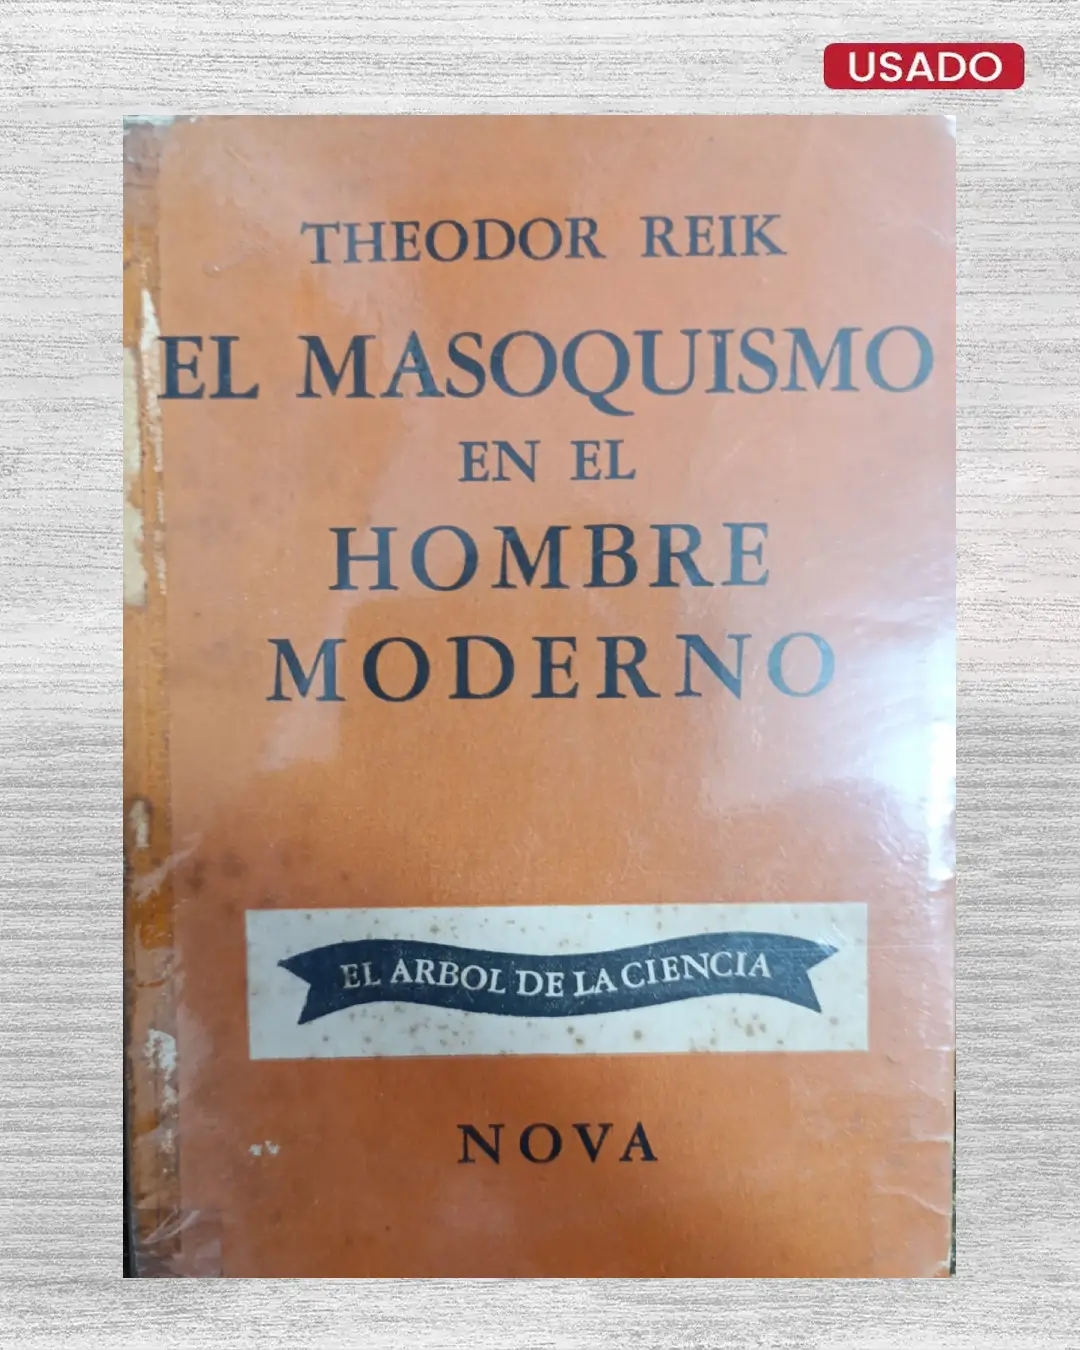 USADO
THEODOR REIK
EL MASOQUISMO
EN EL
HOMBRE
MODERNO
EL ARBOL DE LA CIENCIA
NOVA